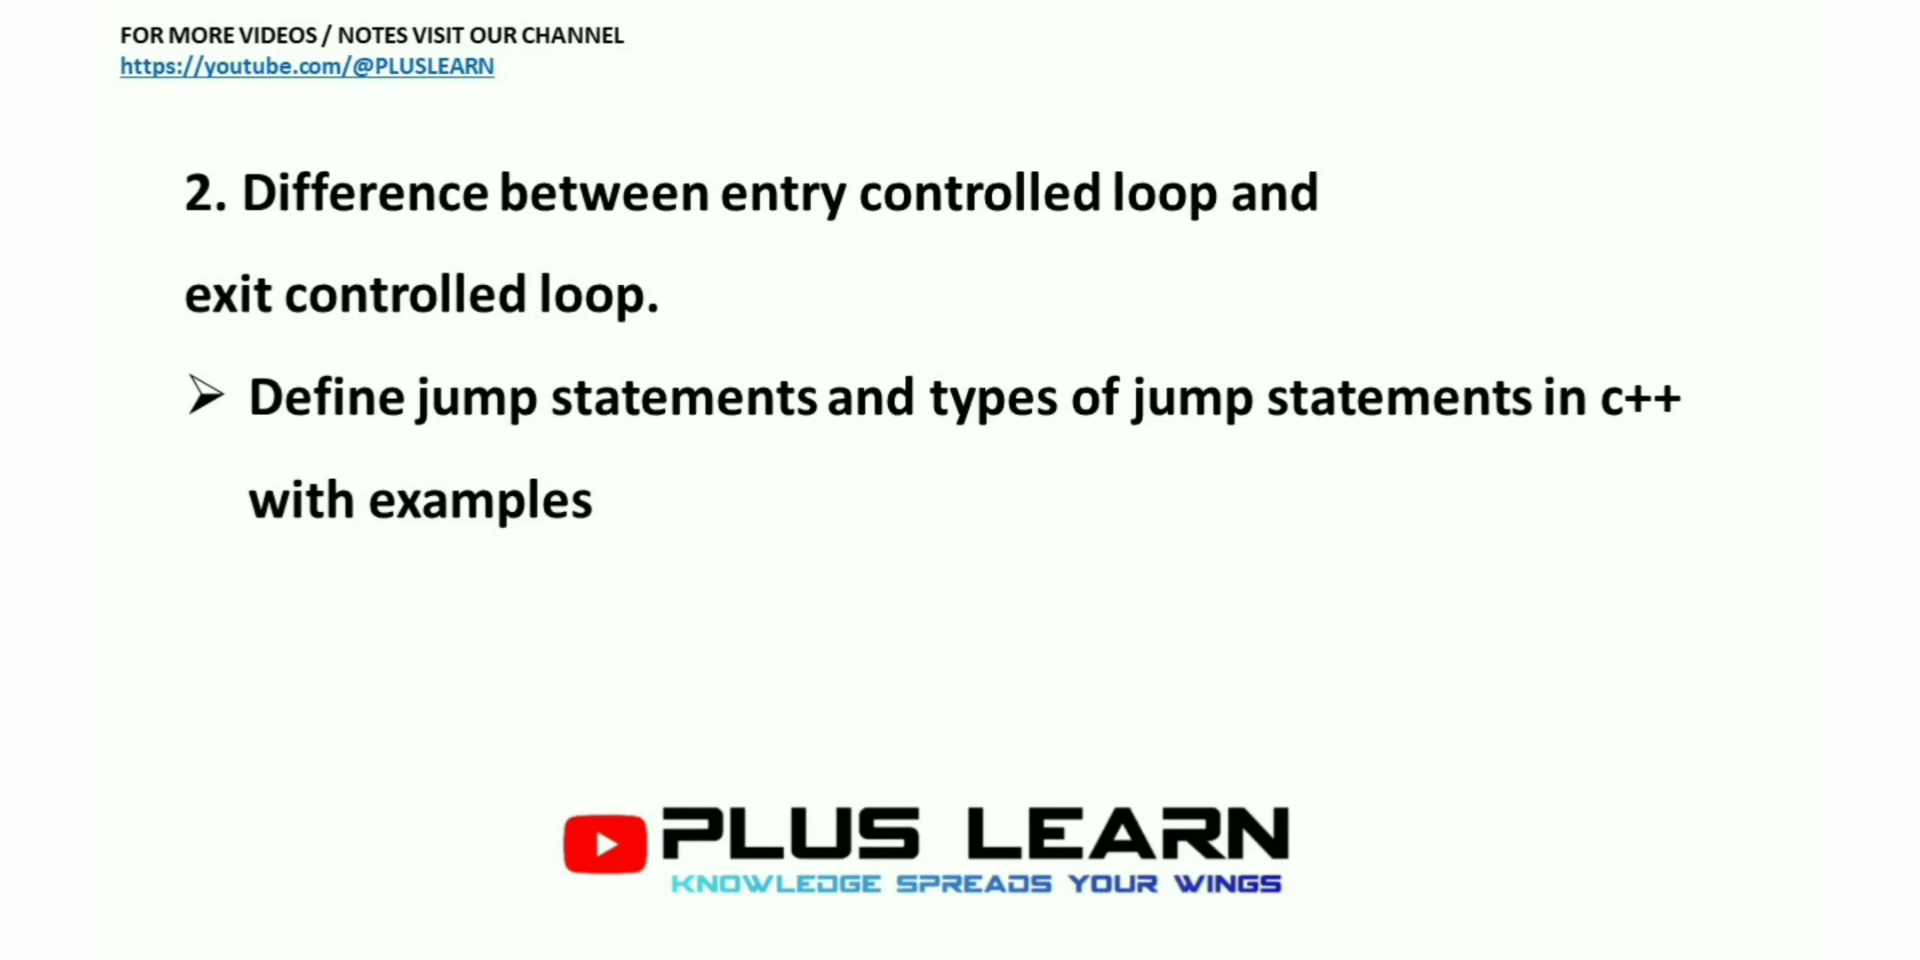 FOR MORE VIDEOS / NOTES VISIT OUR CHANNEL
https://youtube.com/@PLUSLEARN
2. Difference between entry controlled loop and
exit controlled loop.
➢ Define jump statements and types of jump statements in c++
with examples
PLUS LEARN
KNOWLEDGE SPREADS YOUR WINGS